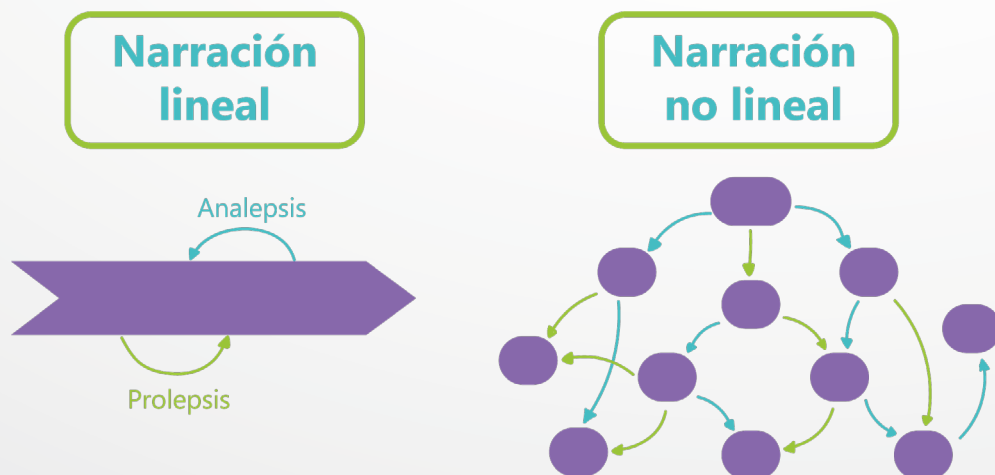 Narración
lineal
Narración
no lineal
Analepsis
Prolepsis